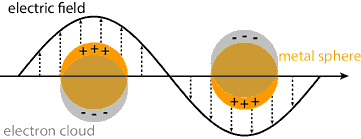 electric field
- - -
+ + +
metal sphere
- - -
+ + +
electron cloud